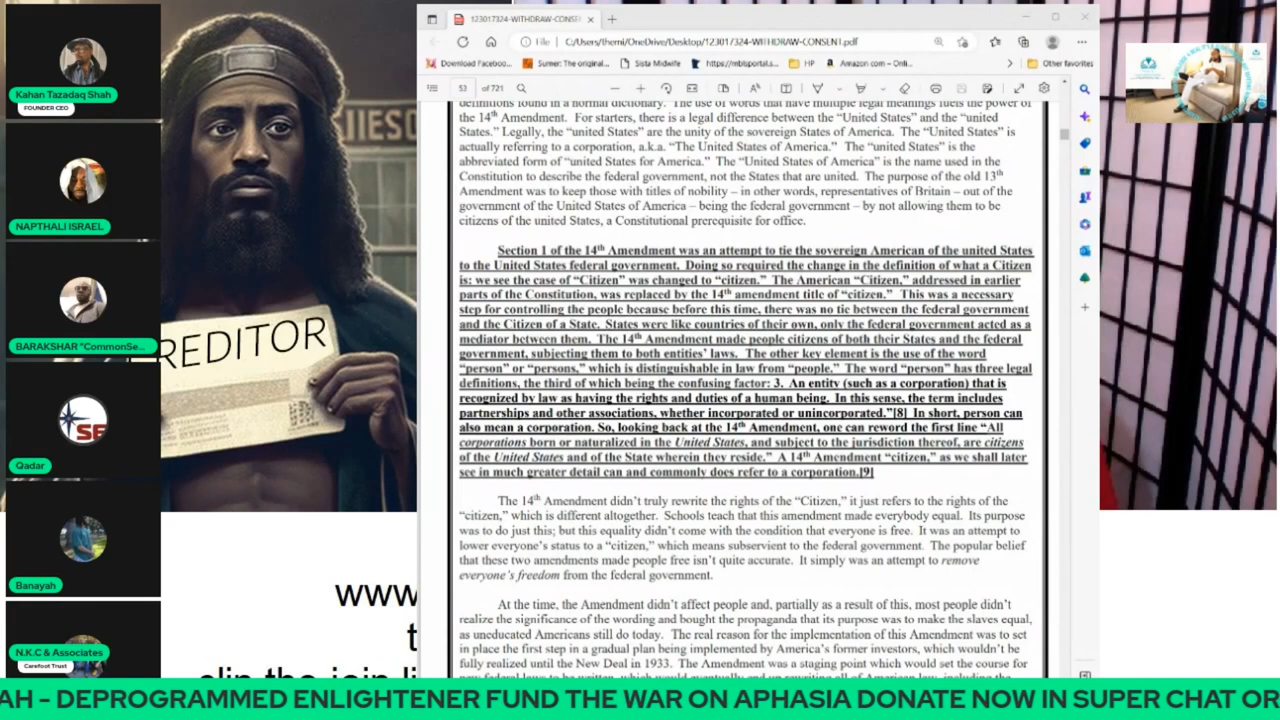 Kahan Tazadaq Shah
FOUNDER CEO
NAPTHALI ISRAEL
BARAKSHAR "CommonSe...
SE
Qadar
Banayah
N.K.C & Associates
Carefoot Trust
REDITOR
www
t
123017324-WITHDRAW-CONSE
File
C:/Users/themi/OneDrive/Desktop/123017324-WITHDRAW-CONSENT.pdf
Download Faceboo...
Sumer: The original...
Sista Midwife
https://mblsportal.s...
HP
Amazon.com – Onli...
Other favorites
53 of 721
definitions found in a normal dictionary. The use of words that have multiple legal meanings fuels the power of
the 14th Amendment. For starters, there is a legal difference between the “United States” and the “united
States.” Legally, the “united States” are the unity of the sovereign States of America. The “United States” is
actually referring to a corporation, a.k.a. “The United States of America.” The “united States” is the
abbreviated form of “united States for America.” The “United States of America” is the name used in the
Constitution to describe the federal government, not the States that are united. The purpose of the old 13th
Amendment was to keep those with titles of nobility – in other words, representatives of Britain – out of the
government of the United States of America – being the federal government – by not allowing them to be
citizens of the united States, a Constitutional prerequisite for office.
Section 1 of the 14th Amendment was an attempt to tie the sovereign American of the united States
to the United States federal government. Doing so required the change in the definition of what a Citizen
is: we see the case of “Citizen” was changed to “citizen.” The American “Citizen,” addressed in earlier
parts of the Constitution, was replaced by the 14th amendment title of “citizen.” This was a necessary
step for controlling the people because before this time, there was no tie between the federal government
and the Citizen of a State. States were like countries of their own, only the federal government acted as a
mediator between them. The 14th Amendment made people citizens of both their States and the federal
government, subjecting them to both entities’ laws. The other key element is the use of the word
“person” or “persons,” which is distinguishable in law from “people.” The word “person” has three legal
definitions, the third of which being the confusing factor: 3. An entity (such as a corporation) that is
recognized by law as having the rights and duties of a human being. In this sense, the term includes
partnerships and other associations, whether incorporated or unincorporated.”[8] In short, person can
also mean a corporation. So, looking back at the 14th Amendment, one can reword the first line “All
corporations born or naturalized in the United States, and subject to the jurisdiction thereof, are citizens
of the United States and of the State wherein they reside.” A 14th Amendment “citizen,” as we shall later
see in much greater detail can and commonly does refer to a corporation.[9]
The 14th Amendment didn’t truly rewrite the rights of the “Citizen,” it just refers to the rights of the
“citizen,” which is different altogether. Schools teach that this amendment made everybody equal. Its purpose
was to do just this; but this equality didn’t come with the condition that everyone is free. It was an attempt to
lower everyone’s status to a “citizen,” which means subservient to the federal government. The popular belief
that these two amendments made people free isn’t quite accurate. It simply was an attempt to remove
everyone’s freedom from the federal government.
At the time, the Amendment didn’t affect people and, partially as a result of this, most people didn’t
realize the significance of the wording and bought the propaganda that its purpose was to make the slaves equal,
as uneducated Americans still do today. The real reason for the implementation of this Amendment was to set
in place the first step in a gradual plan being implemented by America’s former investors, which wouldn’t be
fully realized until the New Deal in 1933. The Amendment was a staging point which would set the course for
AH - DEPROGRAMMED ENLIGHTENER FUND THE WAR ON APHASIA DONATE NOW IN SUPER CHAT OR